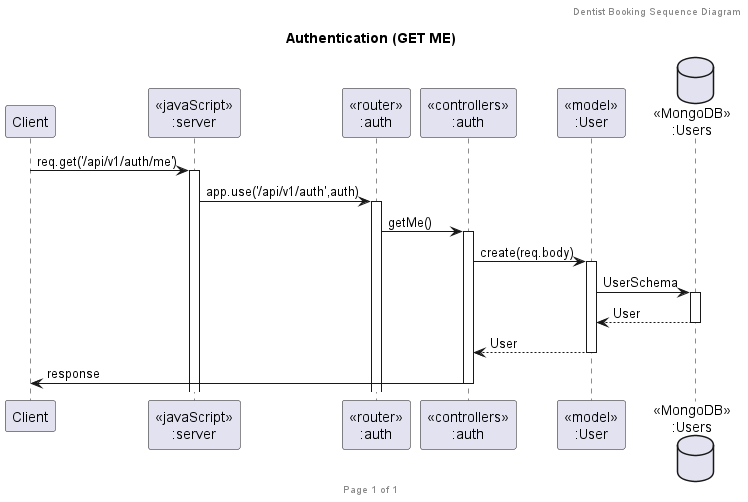 Dentist Booking Sequence Diagram
Authentication (GET ME)
Client
«javaScript»
:server
«router»
:auth
«controllers»
:auth
«model»
:User
«MongoDB»
:Users
req.get('/api/v1/auth/me')
app.use('/api/v1/auth',auth)
getMe()
create(req.body)
UserSchema
User
User
response
Client
«javaScript»
:server
«router»
:auth
«controllers»
:auth
«model»
:User
«MongoDB»
:Users
Page 1 of 1